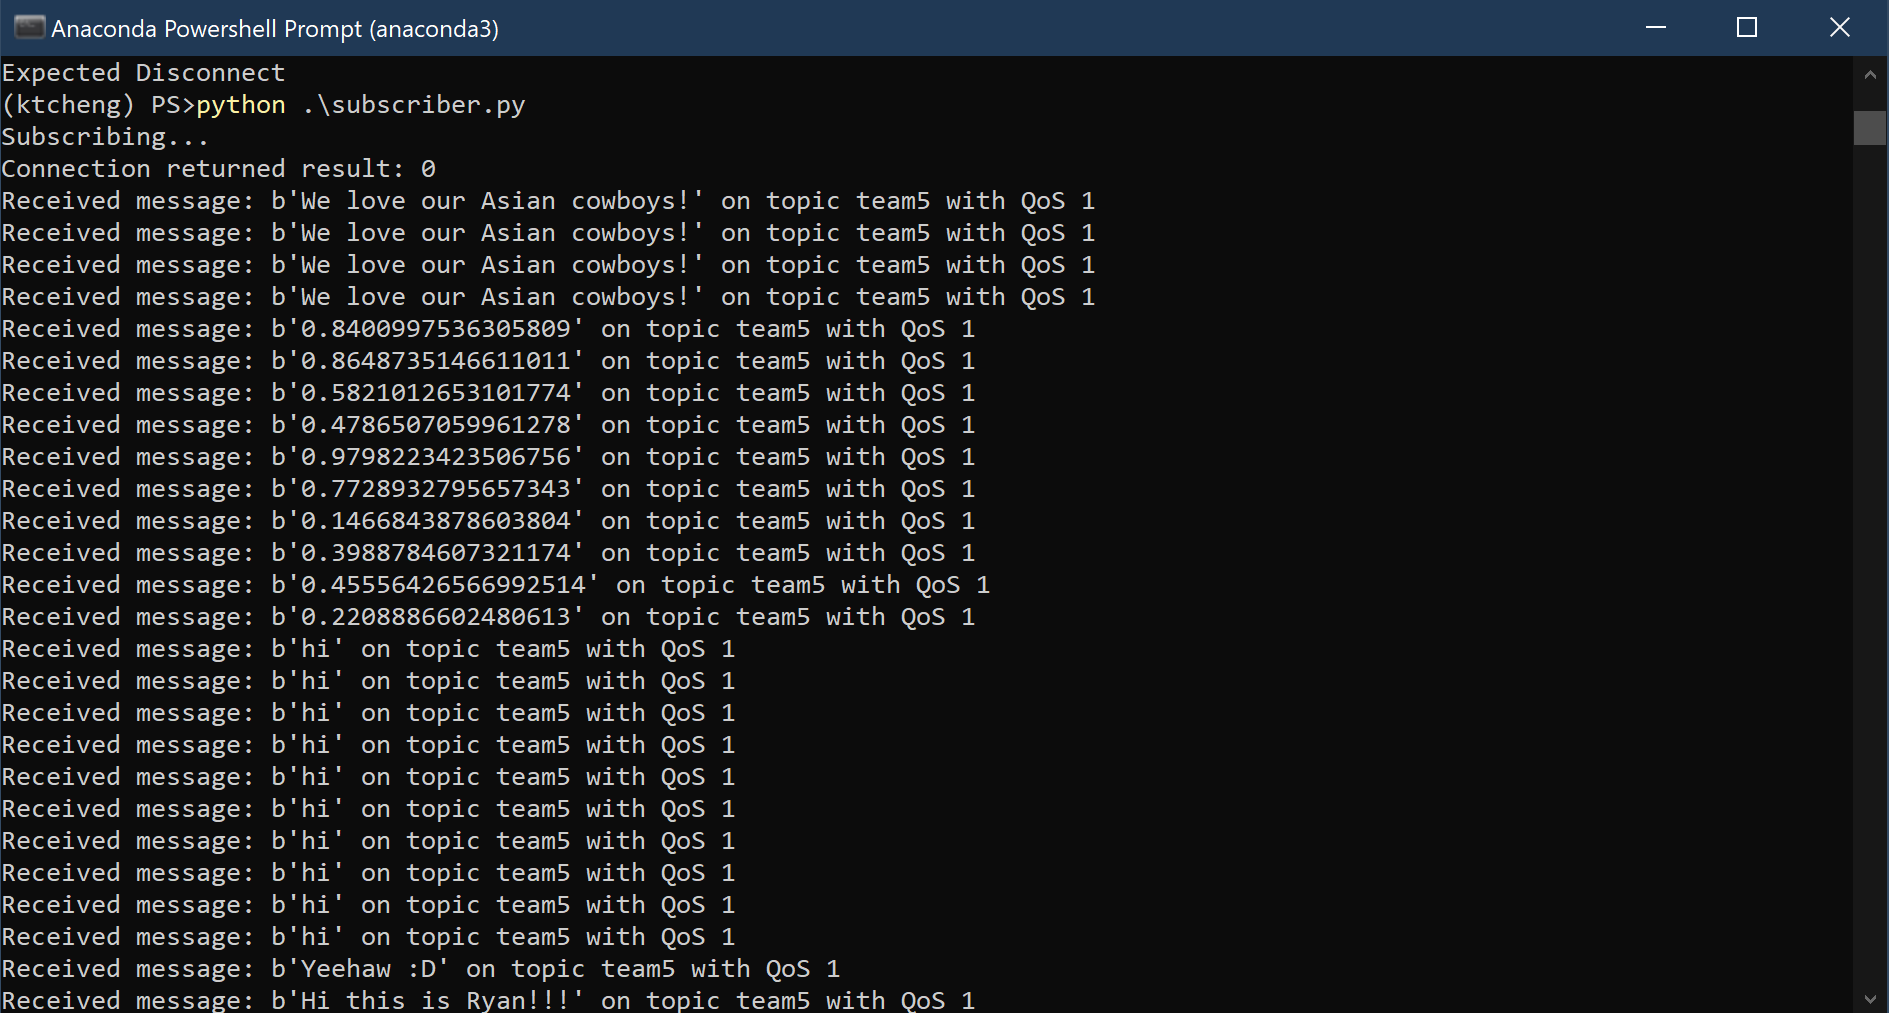 Anaconda Powershell Prompt (anaconda3)
Expected Disconnect
(ktcheng) PS>python .\subscriber.py
Subscribing...
Connection returned result: 0
Received message: b'We love our Asian cowboys!' on topic team5 with QoS 1
Received message: b'We love our Asian cowboys!' on topic team5 with QoS 1
Received message: b'We love our Asian cowboys!' on topic team5 with QoS 1
Received message: b'We love our Asian cowboys!' on topic team5 with QoS 1
Received message: b'0.8400997536305809' on topic team5 with QoS 1
Received message: b'0.8648735146611011' on topic team5 with QoS 1
Received message: b'0.5821012653101774' on topic team5 with QoS 1
Received message: b'0.4786507059961278' on topic team5 with QoS 1
Received message: b'0.9798223423506756' on topic team5 with QoS 1
Received message: b'0.7728932795657343' on topic team5 with QoS 1
Received message: b'0.1466843878603804' on topic team5 with QoS 1
Received message: b'0.3988784607321174' on topic team5 with QoS 1
Received message: b'0.45556426566992514' on topic team5 with QoS 1
Received message: b'0.2208886602480613' on topic team5 with QoS 1
Received message: b'hi' on topic team5 with QoS 1
Received message: b'hi' on topic team5 with QoS 1
Received message: b'hi' on topic team5 with QoS 1
Received message: b'hi' on topic team5 with QoS 1
Received message: b'hi' on topic team5 with QoS 1
Received message: b'hi' on topic team5 with QoS 1
Received message: b'hi' on topic team5 with QoS 1
Received message: b'hi' on topic team5 with QoS 1
Received message: b'hi' on topic team5 with QoS 1
Received message: b'hi' on topic team5 with QoS 1
Received message: b'Yeehaw :D' on topic team5 with QoS 1
Received message: b'Hi this is Ryan!!!' on topic team5 with QoS 1